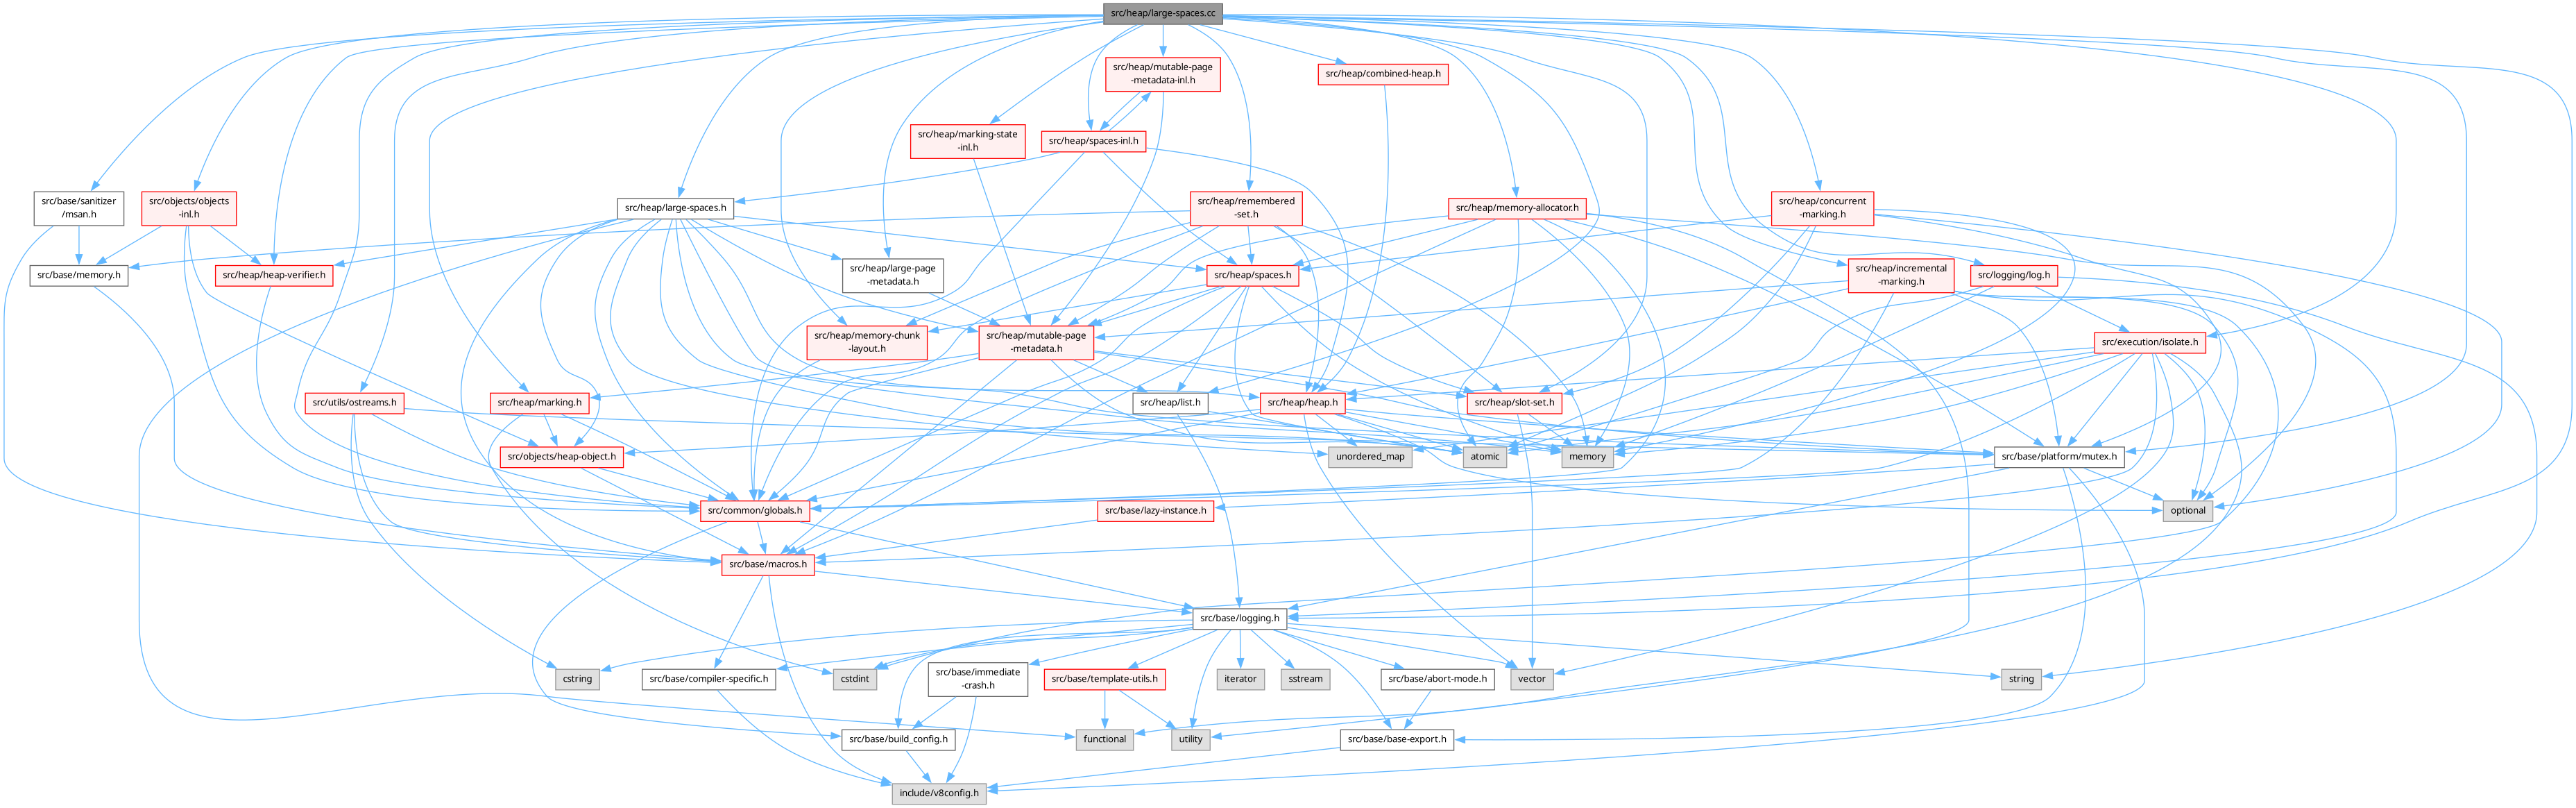 src/heap/large-spaces.cc
src/heap/mutable-page
-metadata-inl.h
src/heap/combined-heap.h
src/heap/marking-state
-inl.h
src/heap/spaces-inl.h
src/base/sanitizer
/msan.h
src/objects/objects
-inl.h
src/heap/large-spaces.h
src/heap/remembered
-set.h
src/heap/memory-allocator.h
src/heap/concurrent
-marking.h
src/base/memory.h
src/heap/heap-verifier.h
src/heap/large-page
-metadata.h
src/heap/spaces.h
src/heap/incremental
-marking.h
src/logging/log.h
src/heap/memory-chunk
-layout.h
src/heap/mutable-page
-metadata.h
src/execution/isolate.h
src/utils/ostreams.h
src/heap/marking.h
src/heap/list.h
src/heap/heap.h
src/heap/slot-set.h
src/objects/heap-object.h
unordered_map
atomic
memory
src/base/platform/mutex.h
src/common/globals.h
src/base/lazy-instance.h
optional
src/base/macros.h
src/base/logging.h
cstring
src/base/compiler-specific.h
cstdint
src/base/immediate
-crash.h
src/base/template-utils.h
iterator
sstream
src/base/abort-mode.h
vector
string
src/base/build_config.h
functional
utility
src/base/base-export.h
include/v8config.h